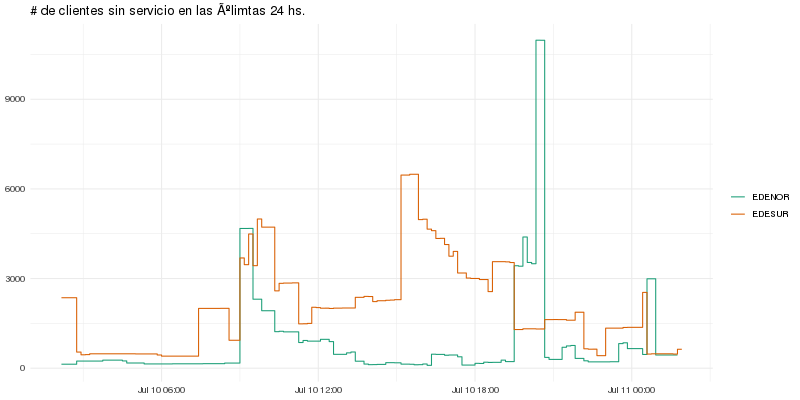 # de clientes sin servicio en las Ãºlimtas 24 hs.
9000
6000
3000
0
Jul 10 06:00
Jul 10 12:00
Jul 10 18:00
Jul 11 00:00
EDENOR
EDESUR